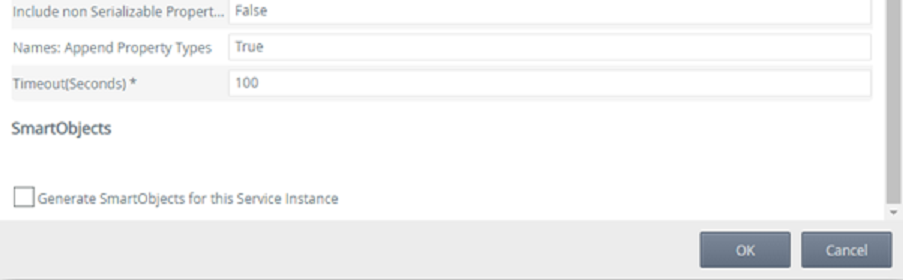 Include non Serializable Propert... False
Names: Append Property Types True
Timeout(Seconds) * 100
SmartObjects
Generate SmartObjects for this Service Instance
OK Cancel